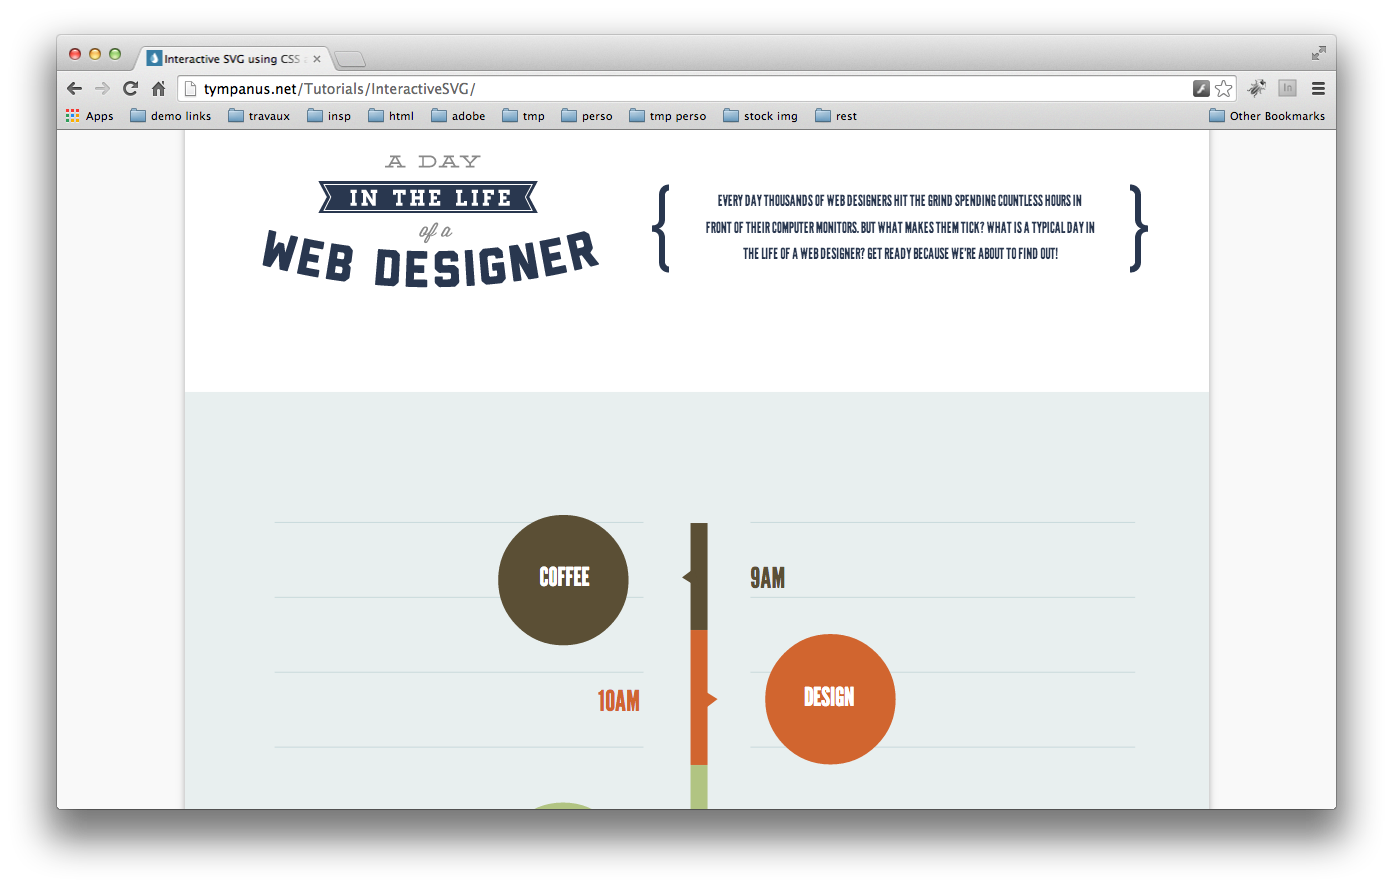 Interactive SVG using CSS
tympanus.net/Tutorials/InteractiveSVG/
In
Apps demo links travaux insp html adobe tmp perso tmp perso stock img rest Other Bookmarks
A DAY
IN THE LIFE
of a
WEB DESIGNER
{ EVERY DAY THOUSANDS OF WEB DESIGNERS HIT THE GRIND SPENDING COUNTLESS HOURS IN
FRONT OF THEIR COMPUTER MONITORS. BUT WHAT MAKES THEM TICK? WHAT IS A TYPICAL DAY IN
THE LIFE OF A WEB DESIGNER? GET READY BECAUSE WE'RE ABOUT TO FIND OUT! }
COFFEE
9AM
10AM
DESIGN